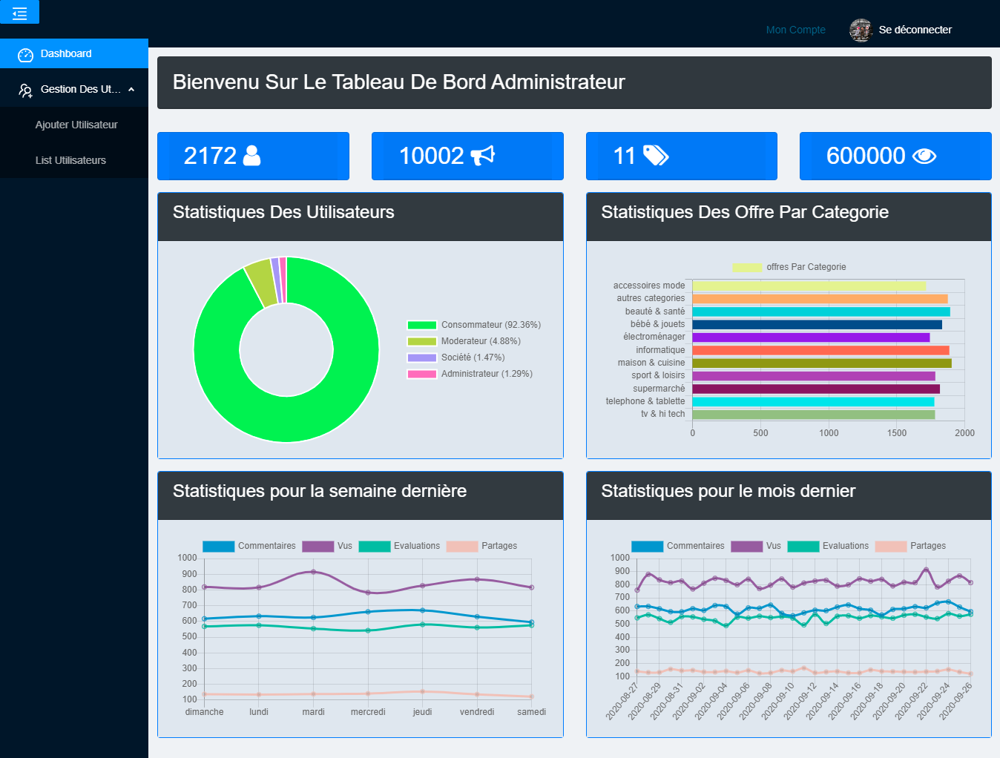 Mon Compte
Se déconnecter
Dashboard
Gestion Des Ut...
Ajouter Utilisateur
List Utilisateurs
Bienvenu Sur Le Tableau De Bord Administrateur
2172
10002
11
600000
Statistiques Des Utilisateurs
Consommateur (92.36%)
Moderateur (4.88%)
Société (1.47%)
Administrateur (1.29%)
Statistiques Des Offre Par Categorie
offres Par Categorie
accessoires mode
autres categories
beauté & santé
bébé & jouets
électroménager
informatique
maison & cuisine
sport & loisirs
supermarché
telephone & tablette
tv & hi tech
0 500 1000 1500 2000
Statistiques pour la semaine dernière
Commentaires Vus Evaluations Partages
1000
900
800
700
600
500
400
300
200
100
dimanche lundi mardi mercredi jeudi vendredi samedi
Statistiques pour le mois dernier
Commentaires Vus Evaluations Partages
1000
900
800
700
600
500
400
300
200
100
2020-08-27 2020-08-29 2020-08-31 2020-09-02 2020-09-04 2020-09-06 2020-09-08 2020-09-10 2020-09-12 2020-09-14 2020-09-16 2020-09-18 2020-09-20 2020-09-22 2020-09-24 2020-09-26